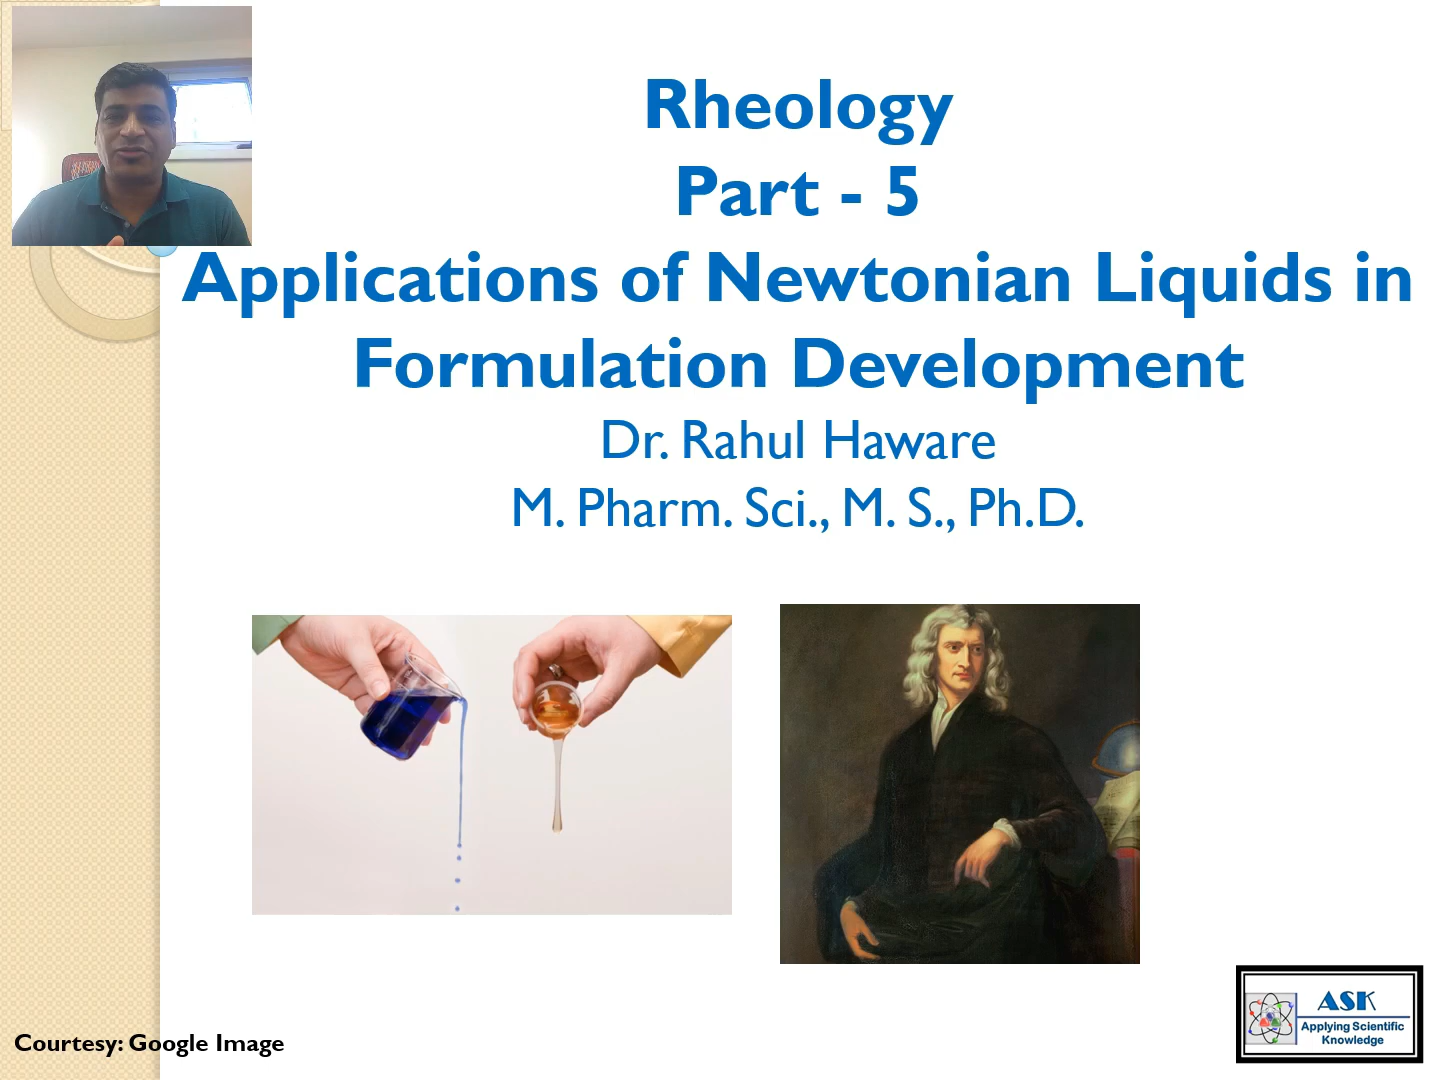 Rheology
Part - 5
Applications of Newtonian Liquids in
Formulation Development
Dr. Rahul Haware
M. Pharm. Sci., M. S., Ph.D.
ASK
Applying Scientific
Knowledge
Courtesy: Google Image